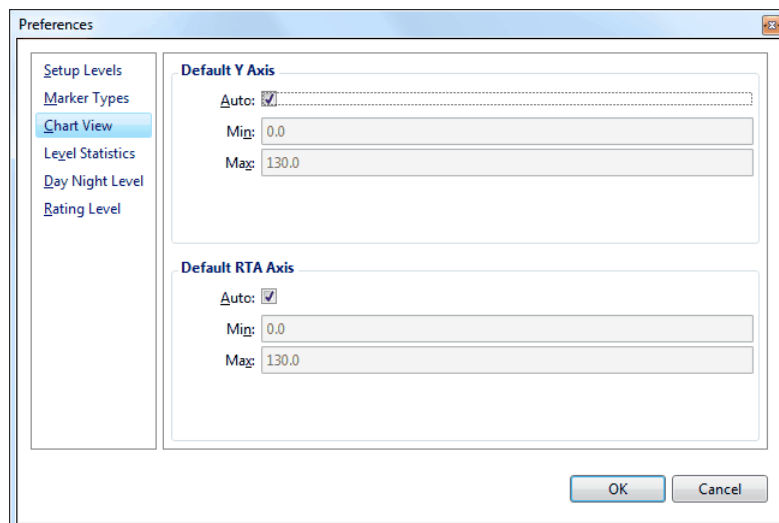 Preferences
Setup Levels
Marker Types
Chart View
Level Statistics
Day Night Level
Rating Level
Default Y Axis
Auto:
Min: 0.0
Max: 130.0
Default RTA Axis
Auto:
Min: 0.0
Max: 130.0
OK Cancel